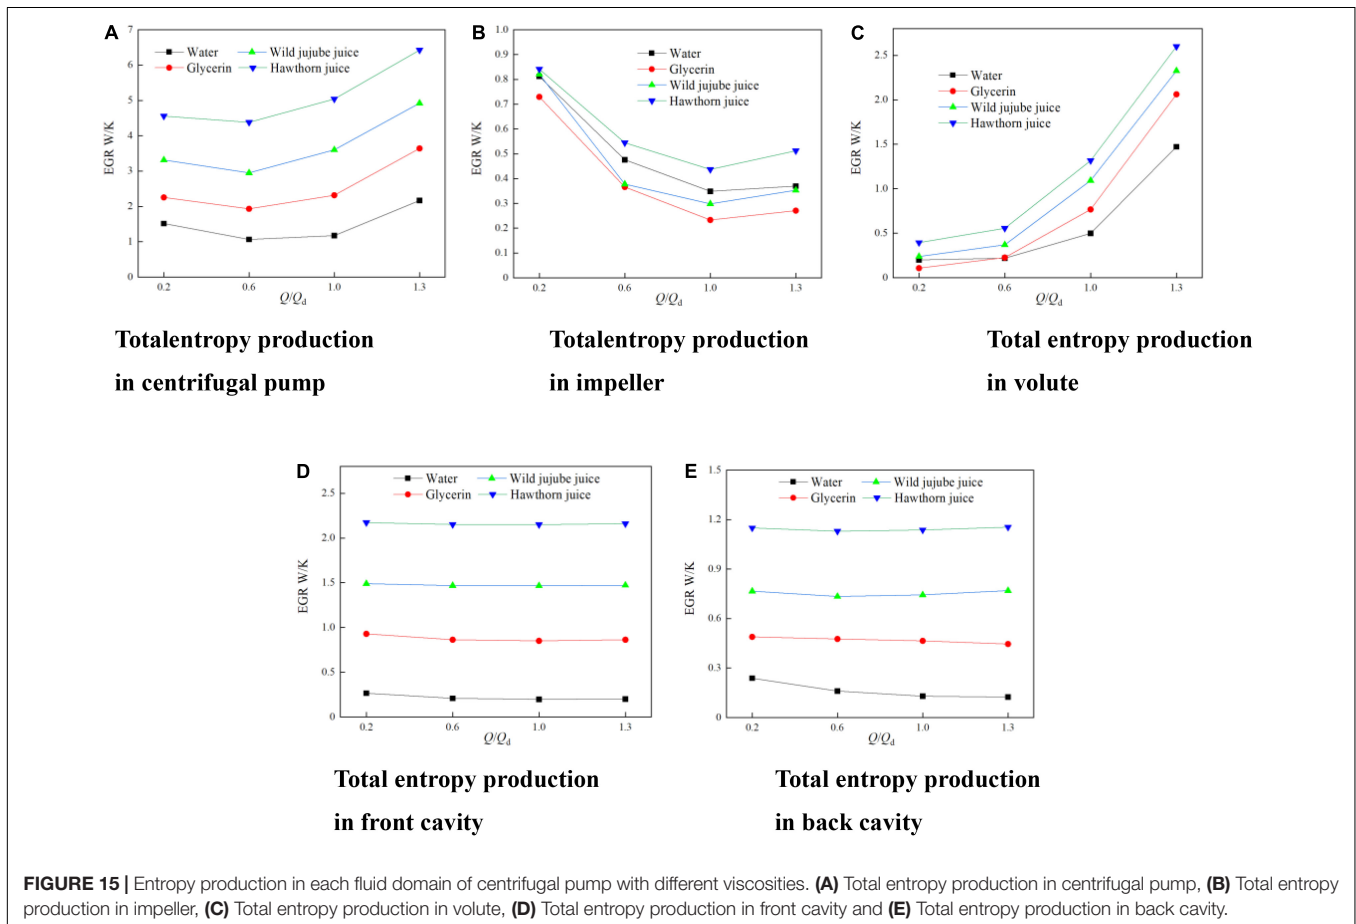 A
7
6
5
4
3
2
1
0
EGR W/K
Water
Glycerin
Wild jujube juice
Hawthorn juice
0.2 0.6 1.0 1.3
Q/Qd
Totalentropy production
in centrifugal pump
B
1.0
0.9
0.8
0.7
0.6
0.5
0.4
0.3
0.2
0.1
0
EGR W/K
Water
Glycerin
Wild jujube juice
Hawthorn juice
0.2 0.6 1.0 1.3
Q/Qd
Totalentropy production
in impeller
C
2.5
2.0
1.5
1.0
0.5
0
EGR W/K
Water
Glycerin
Wild jujube juice
Hawthorn juice
0.2 0.6 1.0 1.3
Q/Qd
Total entropy production
in volute
D
2.5
2.0
1.5
1.0
0.5
0
EGR W/K
Water
Glycerin
Wild jujube juice
Hawthorn juice
0.2 0.6 1.0 1.3
Q/Qd
Total entropy production
in front cavity
E
1.5
1.2
0.9
0.6
0.3
0
EGR W/K
Water
Glycerin
Wild jujube juice
Hawthorn juice
0.2 0.6 1.0 1.3
Q/Qd
Total entropy production
in back cavity
FIGURE 15 | Entropy production in each fluid domain of centrifugal pump with different viscosities. (A) Total entropy production in centrifugal pump, (B) Total entropy
production in impeller, (C) Total entropy production in volute, (D) Total entropy production in front cavity and (E) Total entropy production in back cavity.